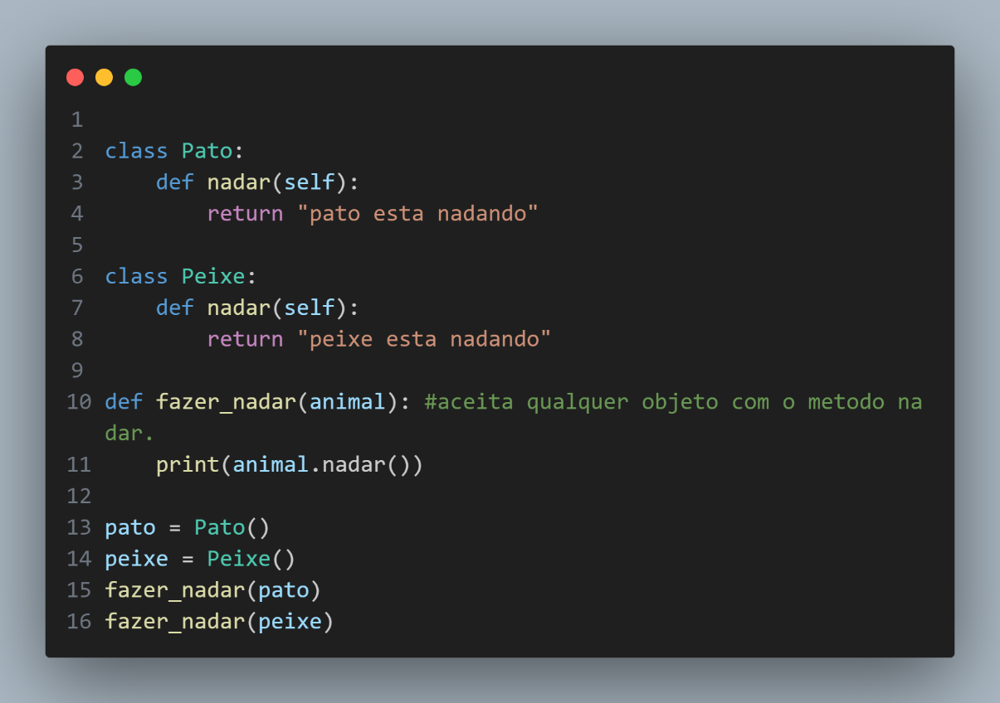 1
2 class Pato:
3     def nadar(self):
4         return "pato esta nadando"
5
6 class Peixe:
7     def nadar(self):
8         return "peixe esta nadando"
9
10 def fazer_nadar(animal): #aceita qualquer objeto com o metodo na
dar.
11     print(animal.nadar())
12
13 pato = Pato()
14 peixe = Peixe()
15 fazer_nadar(pato)
16 fazer_nadar(peixe)